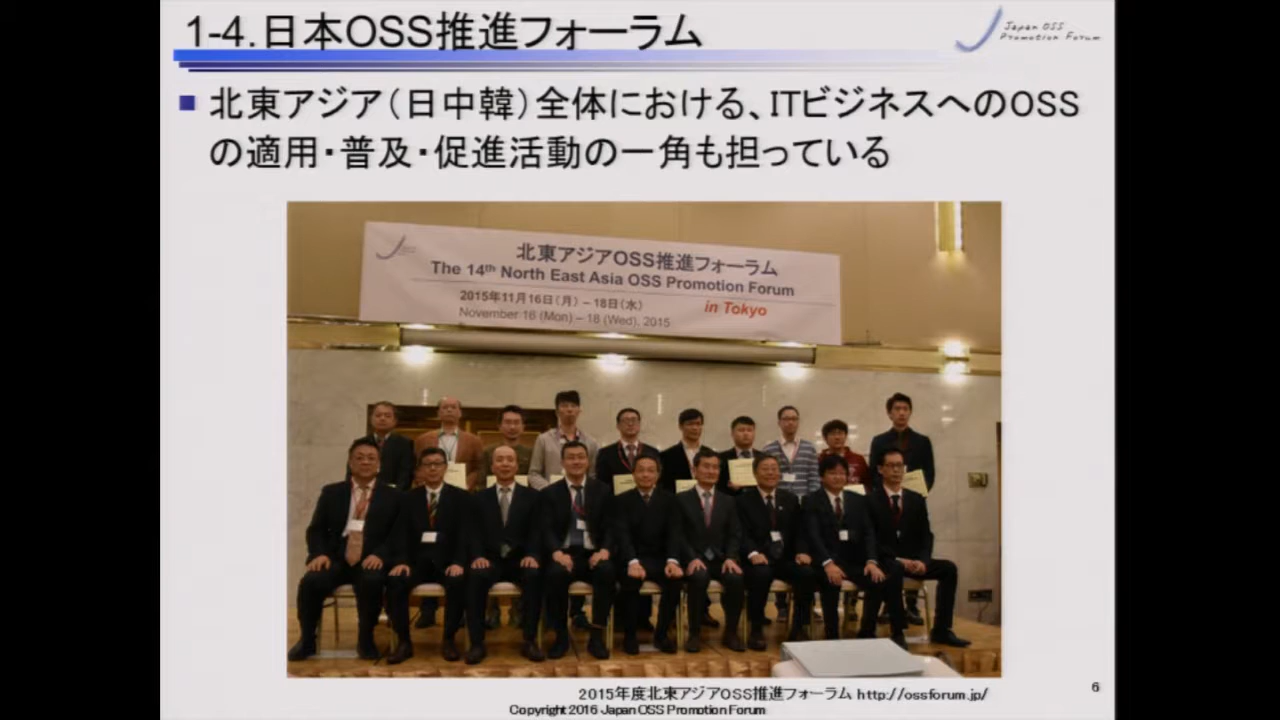 1-4.日本OSS推進フォーラム
Japan OSS
Promotion Forum
■ 北東アジア（日中韓）全体における、ITビジネスへのOSS
の適用・普及・促進活動の一角も担っている
北東アジアOSS推進フォーラム
The 14th North East Asia OSS Promotion Forum
2015年11月16日（月）－18日（水）
in Tokyo
November 16 (Mon) – 18 (Wed), 2015
2015年度北東アジアOSS推進フォーラム http://ossforum.jp/
6
Copyright 2016 Japan OSS Promotion Forum